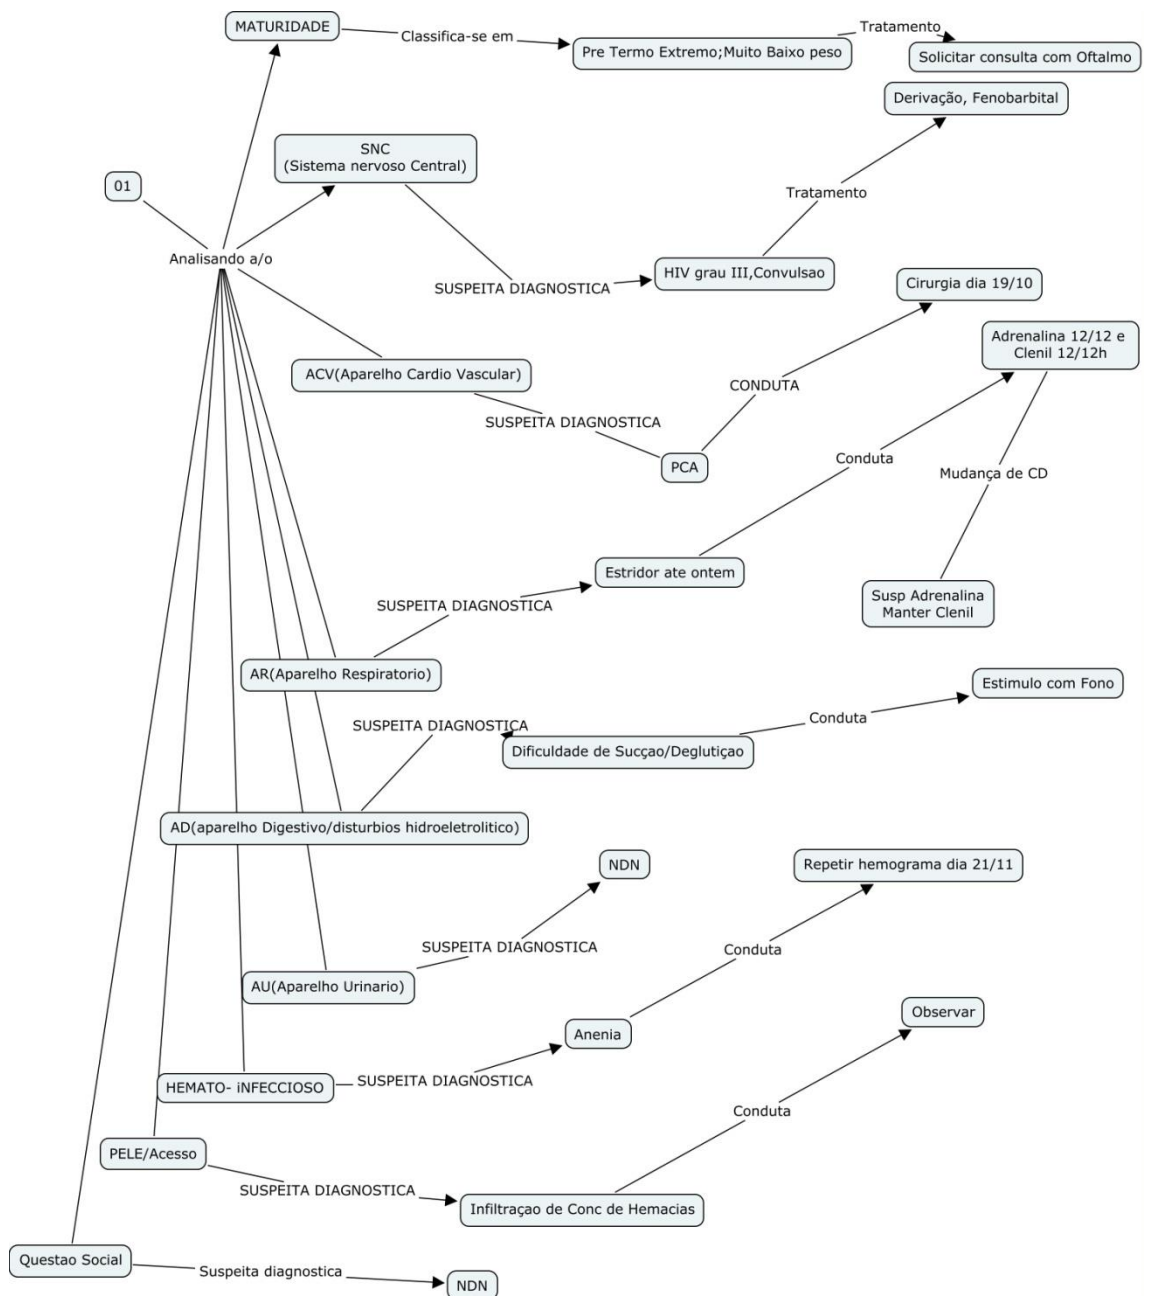 MATURIDADE
Classifica-se em
Pre Termo Extremo;Muito Baixo peso
Tratamento
Solicitar consulta com Oftalmo
Derivação, Fenobarbital
SNC
(Sistema nervoso Central)
01
Tratamento
Analisando a/o
SUSPEITA DIAGNOSTICA
HIV grau III,Convulsao
Cirurgia dia 19/10
Adrenalina 12/12 e
Clenil 12/12h
ACV(Aparelho Cardio Vascular)
CONDUTA
SUSPEITA DIAGNOSTICA
PCA
Conduta
Mudança de CD
Estridor ate ontem
SUSPEITA DIAGNOSTICA
Susp Adrenalina
Manter Clenil
AR(Aparelho Respiratorio)
Estimulo com Fono
SUSPEITA DIAGNOSTICA
Conduta
Dificuldade de Sucçao/Deglutiçao
AD(aparelho Digestivo/disturbios hidroeletrolitico)
NDN
Repetir hemograma dia 21/11
SUSPEITA DIAGNOSTICA
Conduta
AU(Aparelho Urinario)
Anenia
Observar
HEMATO- iNFECCIOSO
SUSPEITA DIAGNOSTICA
Conduta
PELE/Acesso
SUSPEITA DIAGNOSTICA
Infiltraçao de Conc de Hemacias
Questao Social
Suspeita diagnostica
NDN